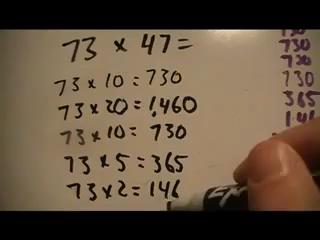 73 × 47 =
73 × 10 = 730
73 × 20 = 1,460
73 × 10 = 730
73 × 5 = 365
73 × 2 = 146
730
730
730
365
146